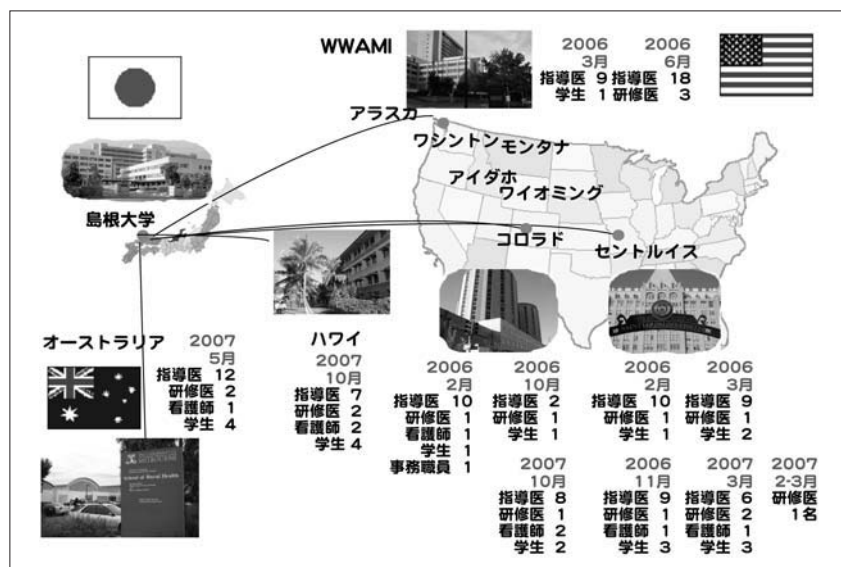 WWAMI
2006
3月
指導医 9
学生 1
2006
6月
指導医 18
研修医 3
アラスカ
ワシントン
モンタナ
アイダホ
ワイオミング
島根大学
コロラド
セントルイス
オーストラリア
2007
5月
指導医 12
研修医 2
看護師 1
学生 4
ハワイ
2007
10月
指導医 7
研修医 2
看護師 2
学生 4
2006
2月
指導医 10
研修医 1
看護師 1
学生 1
事務職員 1
2006
10月
指導医 2
研修医 1
学生 1
2006
2月
指導医 10
研修医 1
学生 1
2006
3月
指導医 9
研修医 1
学生 2
2007
10月
指導医 8
研修医 1
看護師 2
学生 2
2006
11月
指導医 9
研修医 1
看護師 1
学生 3
2007
3月
指導医 6
研修医 2
看護師 1
学生 3
2007
2-3月
研修医
1名
School of Rural Health